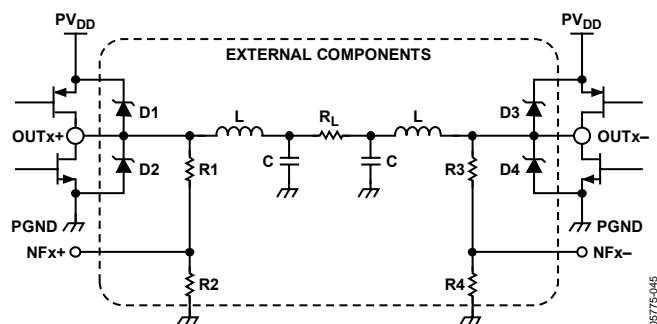 PVDD
PVDD
EXTERNAL COMPONENTS
D1
L
RL
L
D3
OUTx+
OUTx–
D2
R1
C
C
R3
D4
PGND
PGND
NFx+
NFx–
R2
R4
05775-045